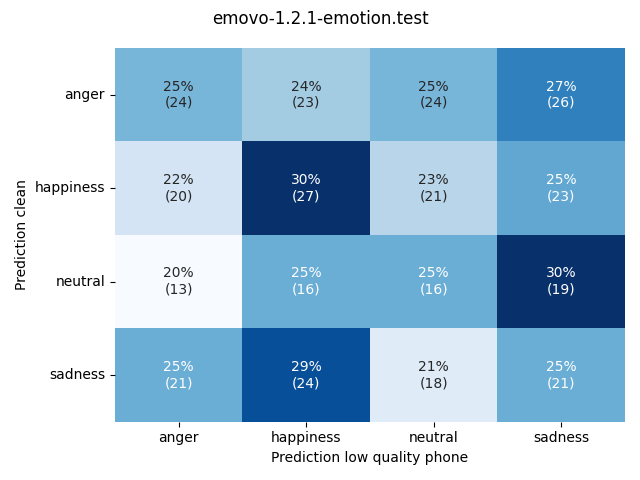 emovo-1.2.1-emotion.test
Prediction clean
anger
25%
(24)
24%
(23)
25%
(24)
27%
(26)
happiness
22%
(20)
30%
(27)
23%
(21)
25%
(23)
neutral
20%
(13)
25%
(16)
25%
(16)
30%
(19)
sadness
25%
(21)
29%
(24)
21%
(18)
25%
(21)
anger
happiness
neutral
sadness
Prediction low quality phone